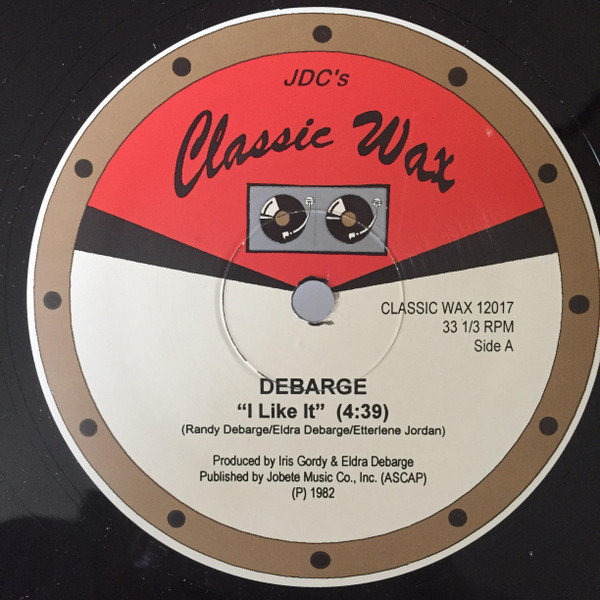 JDC's
Classic Wax
CLASSIC WAX 12017
33 1/3 RPM
Side A
DEBARGE
“I Like It” (4:39)
(Randy Debarge/Eldra Debarge/Etterlene Jordan)
Produced by Iris Gordy & Eldra Debarge
Published by Jobete Music Co., Inc. (ASCAP)
(P) 1982